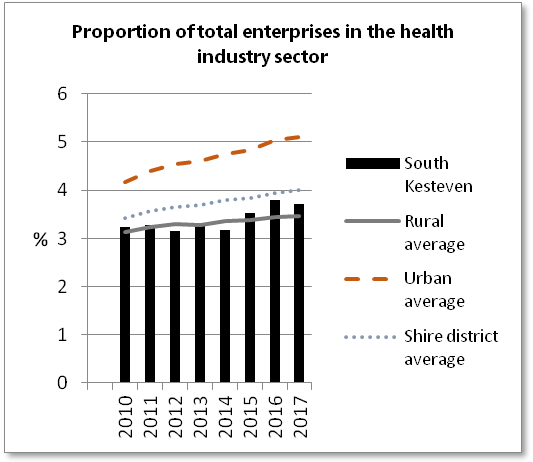 Proportion of total enterprises in the health
industry sector
6
5
4
3
2
1
0
%
2010
2011
2012
2013
2014
2015
2016
2017
South
Kesteven
Rural
average
Urban
average
Shire district
average